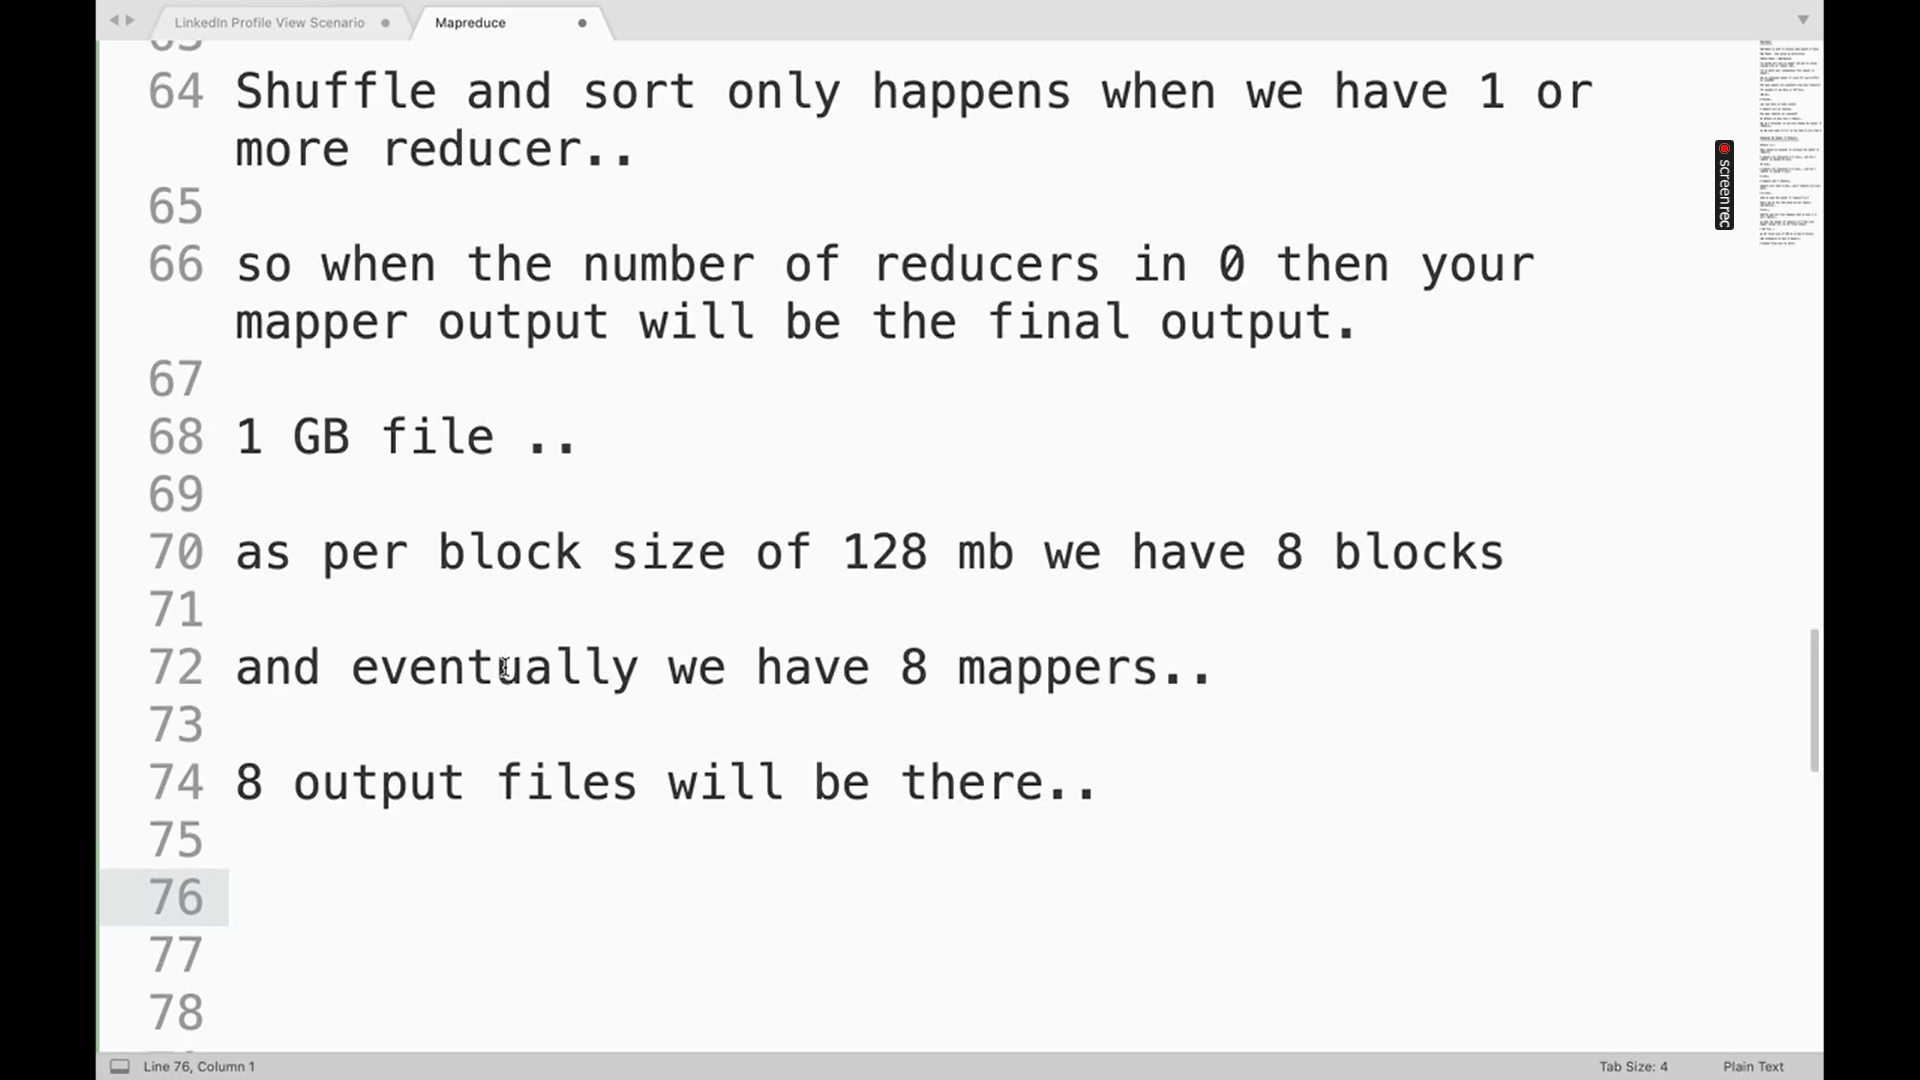 LinkedIn Profile View Scenario
Mapreduce
64 Shuffle and sort only happens when we have 1 or
more reducer..
65
66 so when the number of reducers in 0 then your
mapper output will be the final output.
67
68 1 GB file ..
69
70 as per block size of 128 mb we have 8 blocks
71
72 and eventually we have 8 mappers..
73
74 8 output files will be there..
75
76
77
78
screenrec
Line 76, Column 1
Tab Size: 4
Plain Text